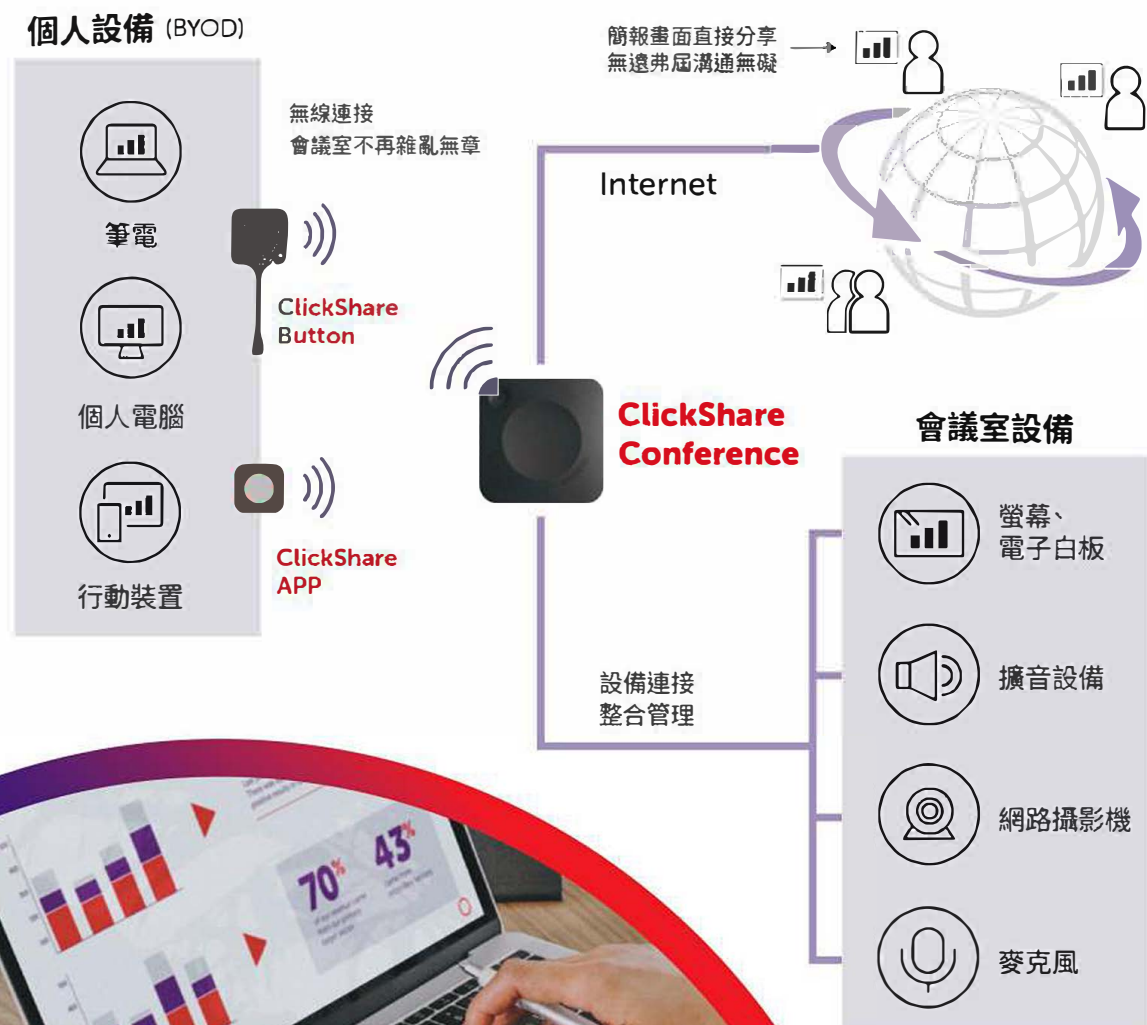 個人設備 (BYOD)
筆電
個人電腦
行動裝置
無線連接
會議室不再雜亂無章
ClickShare
Button
ClickShare
APP
簡報畫面直接分享
無遠弗屆溝通無礙
Internet
ClickShare
Conference
設備連接
整合管理
會議室設備
螢幕、
電子白板
擴音設備
網路攝影機
麥克風
70%
43%